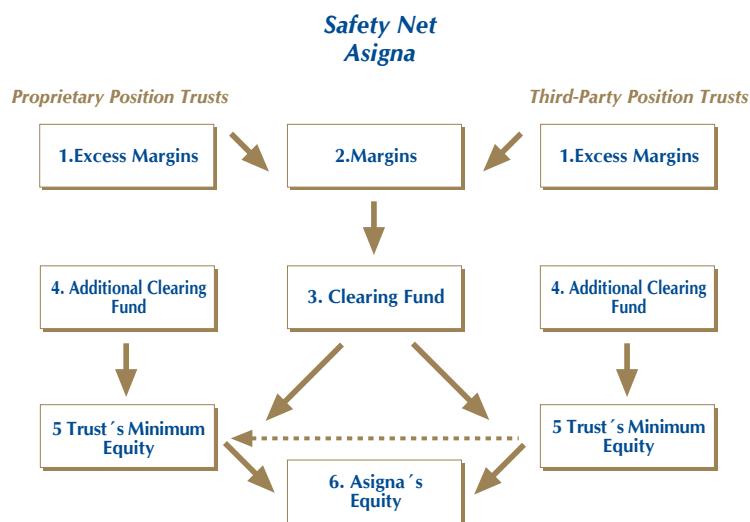 Safety Net
Asigna
Proprietary Position Trusts
Third-Party Position Trusts
1.Excess Margins
2.Margins
1.Excess Margins
4. Additional Clearing
Fund
3. Clearing Fund
4. Additional Clearing
Fund
5 Trust´s Minimum
Equity
5 Trust´s Minimum
Equity
6. Asigna´s
Equity